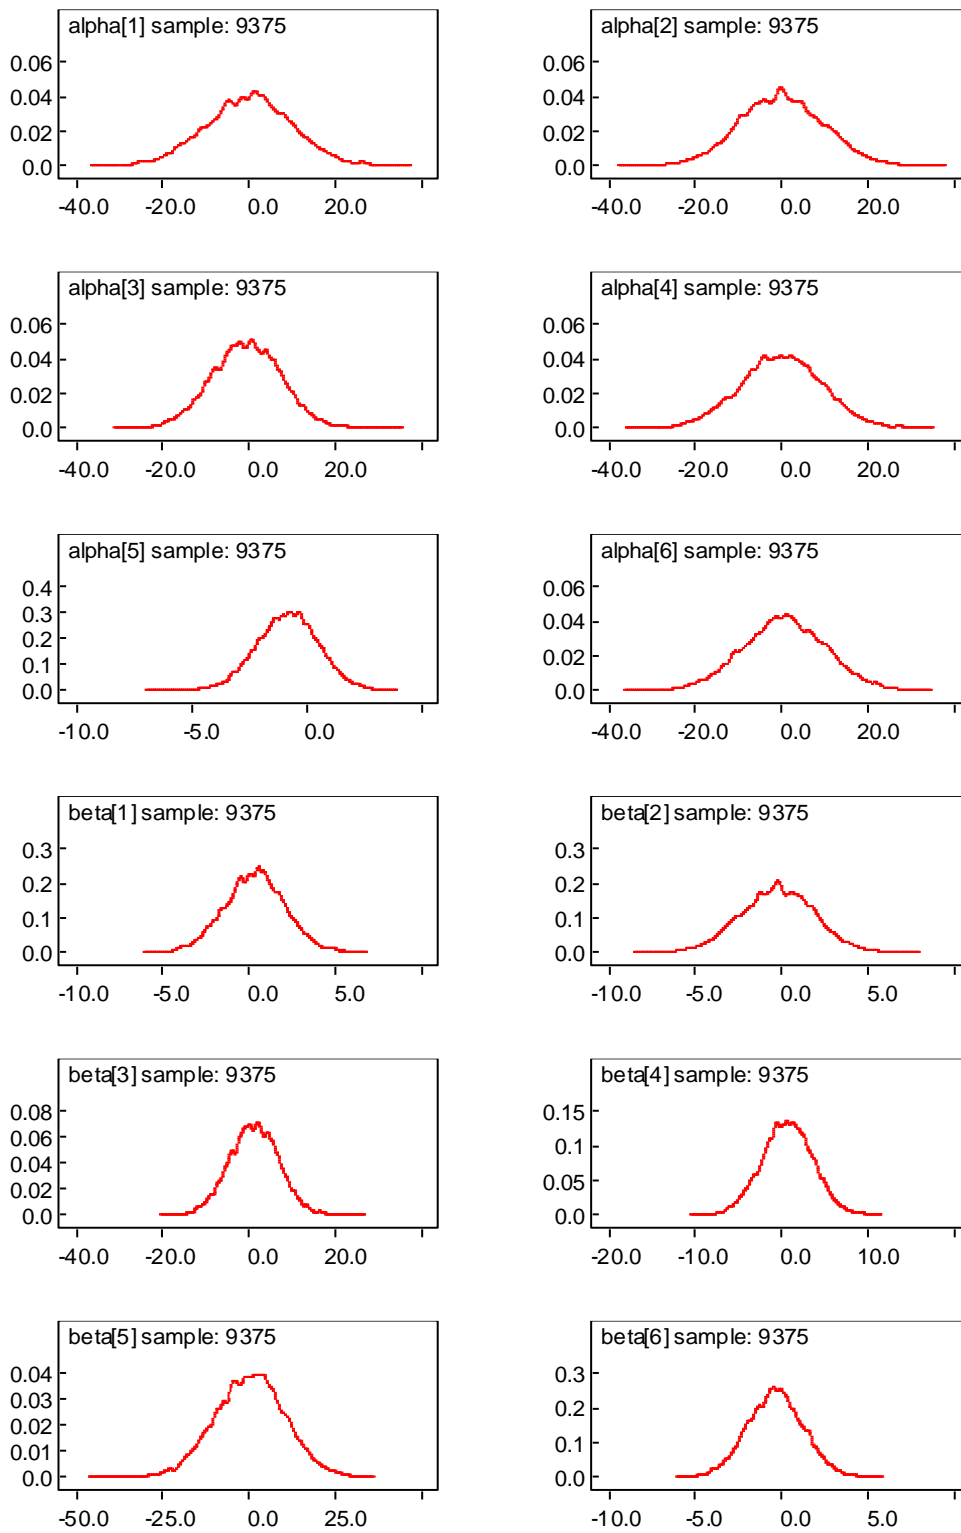 alpha[1] sample: 9375
0.06
0.04
0.02
0.0
-40.0 -20.0 0.0 20.0
alpha[2] sample: 9375
0.06
0.04
0.02
0.0
-40.0 -20.0 0.0 20.0
alpha[3] sample: 9375
0.06
0.04
0.02
0.0
-40.0 -20.0 0.0 20.0
alpha[4] sample: 9375
0.06
0.04
0.02
0.0
-40.0 -20.0 0.0 20.0
alpha[5] sample: 9375
0.4
0.3
0.2
0.1
0.0
-10.0 -5.0 0.0
alpha[6] sample: 9375
0.06
0.04
0.02
0.0
-40.0 -20.0 0.0 20.0
beta[1] sample: 9375
0.3
0.2
0.1
0.0
-10.0 -5.0 0.0 5.0
beta[2] sample: 9375
0.3
0.2
0.1
0.0
-10.0 -5.0 0.0 5.0
beta[3] sample: 9375
0.08
0.06
0.04
0.02
0.0
-40.0 -20.0 0.0 20.0
beta[4] sample: 9375
0.15
0.1
0.05
0.0
-20.0 -10.0 0.0 10.0
beta[5] sample: 9375
0.04
0.03
0.02
0.01
0.0
-50.0 -25.0 0.0 25.0
beta[6] sample: 9375
0.3
0.2
0.1
0.0
-10.0 -5.0 0.0 5.0